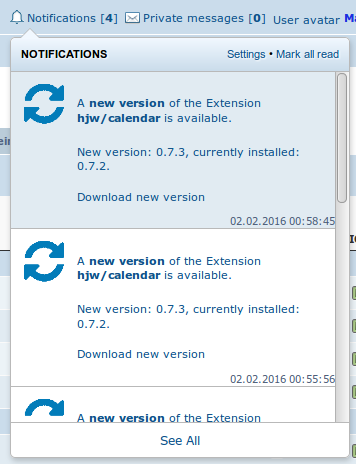 Notifications [4] Private messages [0] User avatar
NOTIFICATIONS Settings • Mark all read
A new version of the Extension
hjw/calendar is available.
New version: 0.7.3, currently installed:
0.7.2.
Download new version
02.02.2016 00:58:45
A new version of the Extension
hjw/calendar is available.
New version: 0.7.3, currently installed:
0.7.2.
Download new version
02.02.2016 00:55:56
A new version of the Extension
See All